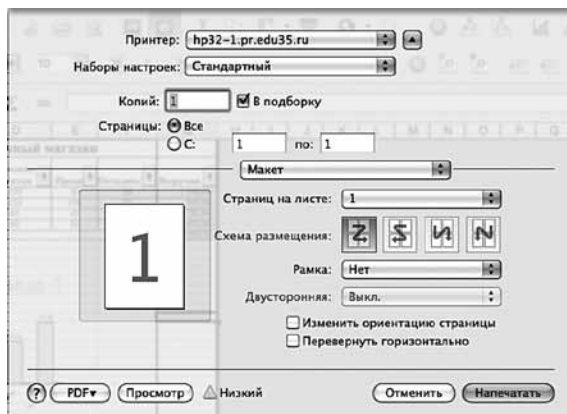 Принтер: hp32-1.pr.edu35.ru
Наборы настроек: Стандартный
Копий: 1 В подборку
Страницы: Все
С: 1 по: 1
Макет
Страниц на листе: 1
1
Схема размещения:
Рамка: Нет
Двусторонняя: Выкл.
Изменить ориентацию страницы
Перевернуть горизонтально
? PDF Просмотр Низкий Отменить Напечатать